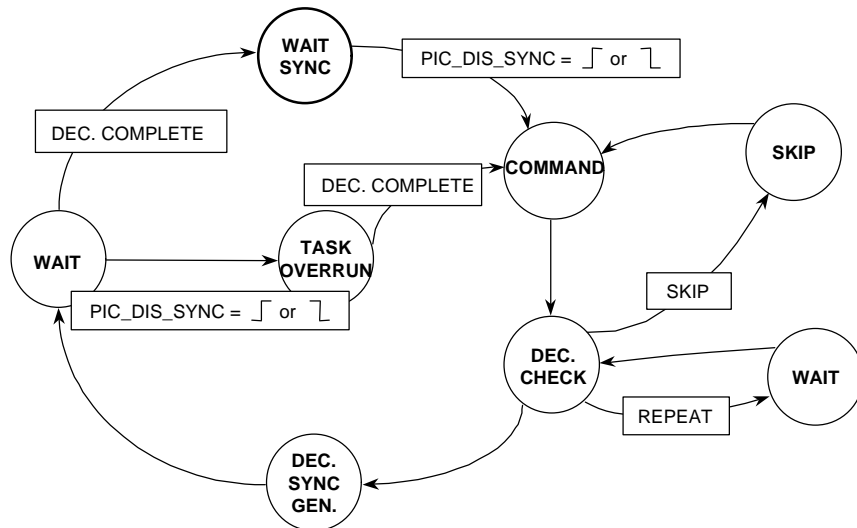 WAIT
SYNC
PIC_DIS_SYNC = or
DEC. COMPLETE
COMMAND
SKIP
DEC. COMPLETE
WAIT
TASK
OVERRUN
PIC_DIS_SYNC = or
SKIP
DEC.
CHECK
WAIT
REPEAT
DEC.
SYNC
GEN.